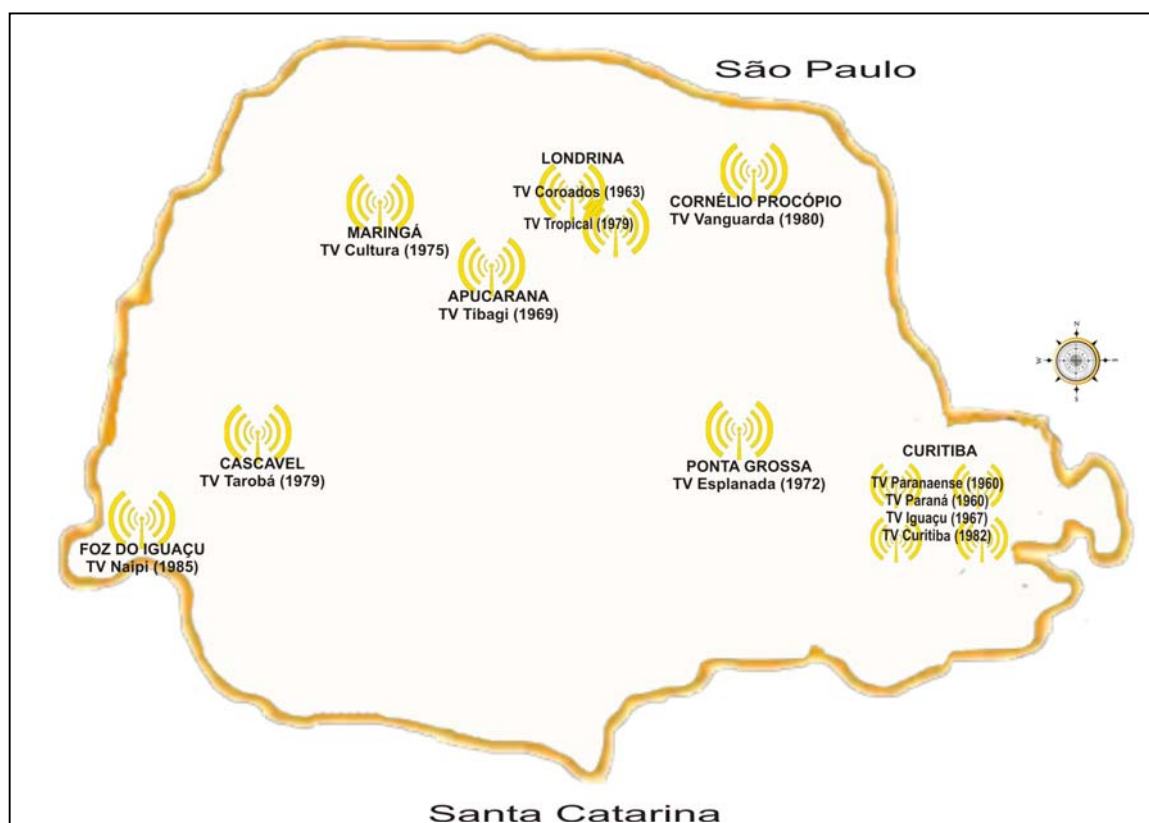 São Paulo
LONDRINA
TV Coroados (1963)
TV Tropical (1979)
CORNÉLIO PROCÓPIO
TV Vanguarda (1980)
MARINGÁ
TV Cultura (1975)
APUCARANA
TV Tibagi (1969)
N
W
E
S
CASCAVEL
TV Tarobá (1979)
PONTA GROSSA
TV Esplanada (1972)
CURITIBA
TV Paranaense (1960)
TV Paraná (1960)
TV Iguaçu (1967)
TV Curitiba (1982)
FOZ DO IGUAÇU
TV Naipi (1985)
Santa Catarina